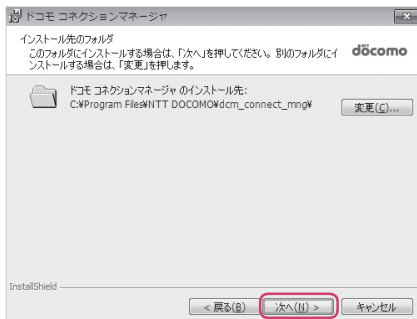 ドコモ コネクションマネージャ
インストール先のフォルダ
このフォルダにインストールする場合は、「次へ」を押してください。別のフォルダにイ
ンストールする場合は、「変更」を押します。
döcomo
ドコモ コネクションマネージャ のインストール先:
C:¥Program Files¥NTT DOCOMO¥dcm_connect_mng¥
変更(C)...
InstallShield
< 戻る(B)
次へ(N) >
キャンセル